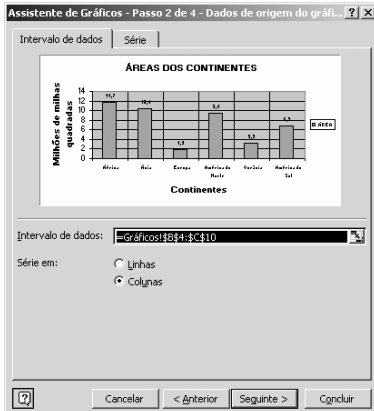 Assistente de Gráficos - Passo 2 de 4 - Dados de origem do gráfi...
Intervalo de dados
Série
ÁREAS DOS CONTINENTES
Milhões de milhas quadradas
14
12
10
8
6
4
2
0
11,7
10,4
1,9
9,4
3,3
6,9
África
Ásia
Europa
América do Norte
Oceânia
América do Sul
ÁREA
Continentes
Intervalo de dados:
=Gráficos!$B$4:$C$10
Série em:
Linhas
Colunas
Cancelar
< Anterior
Seguinte >
Concluir